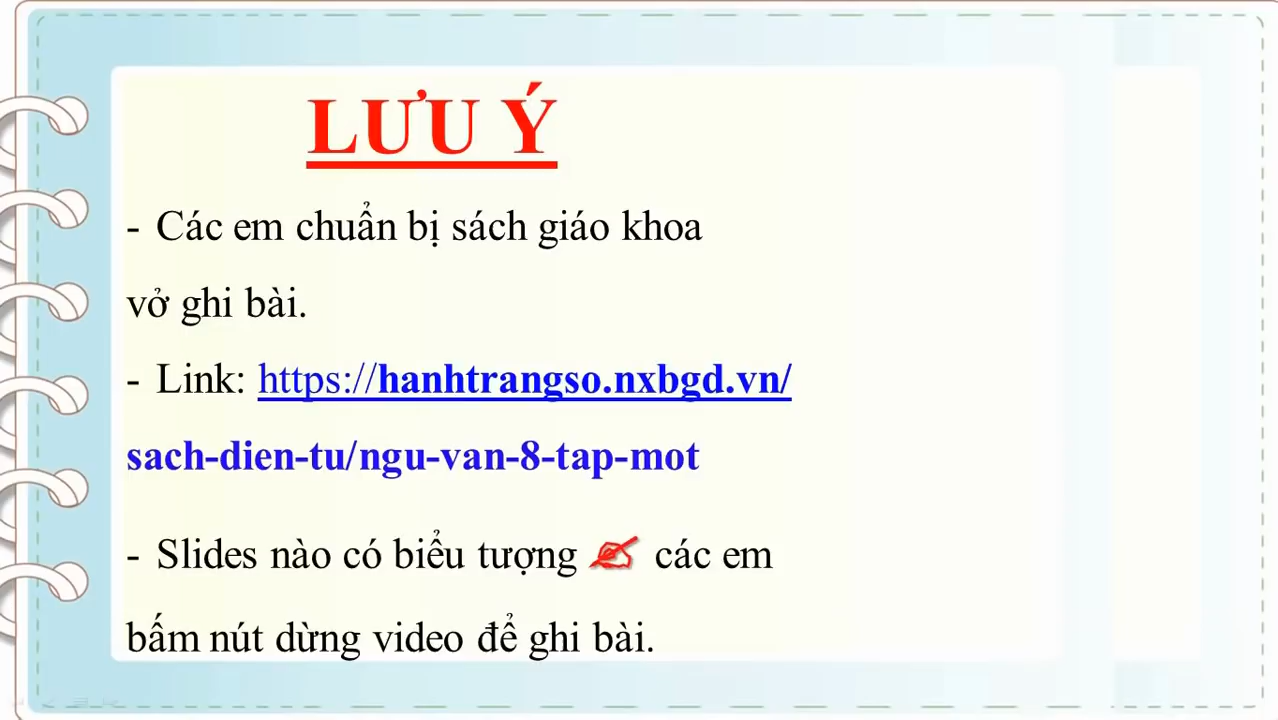 LƯU Ý
- Các em chuẩn bị sách giáo khoa
vở ghi bài.
- Link: https://hanhtrangso.nxbgd.vn/
sach-dien-tu/ngu-van-8-tap-mot
- Slides nào có biểu tượng ✍ các em
bấm nút dừng video để ghi bài.